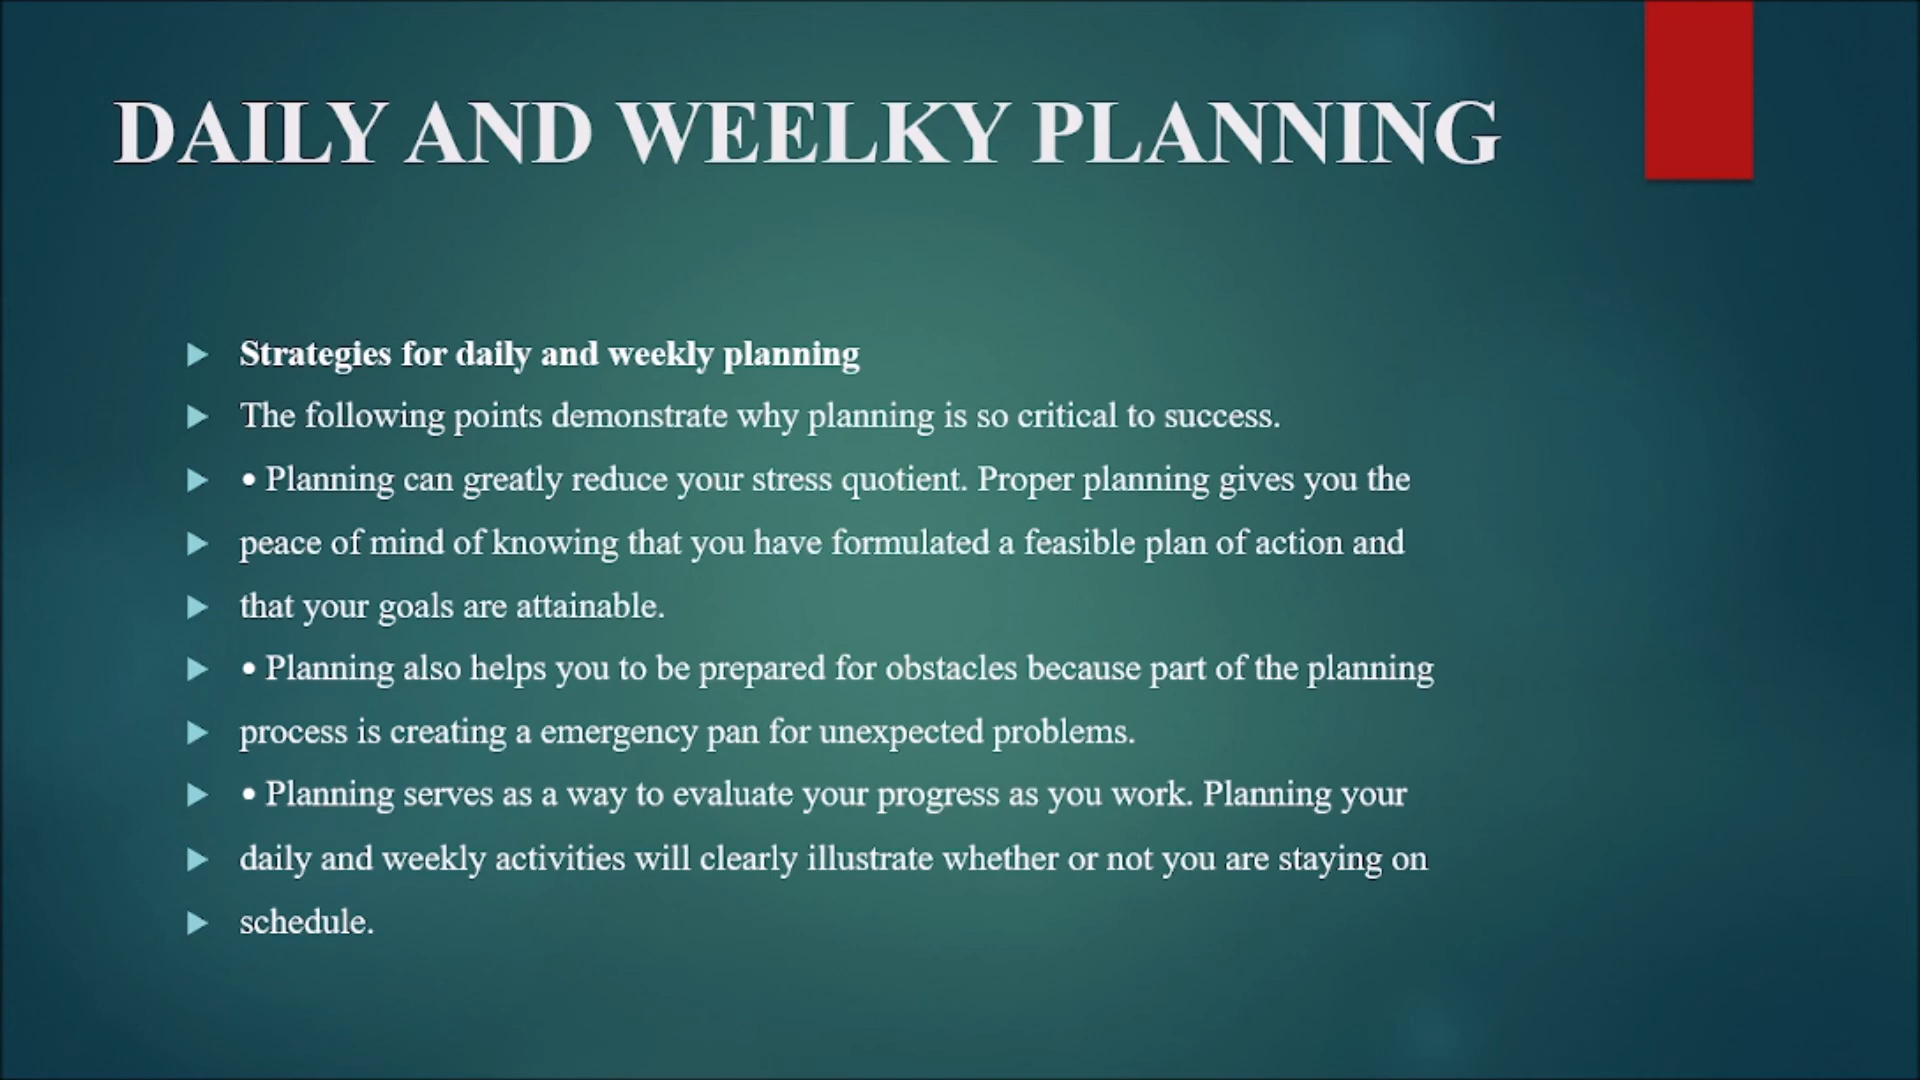 DAILY AND WEELKY PLANNING
Strategies for daily and weekly planning
The following points demonstrate why planning is so critical to success.
• Planning can greatly reduce your stress quotient. Proper planning gives you the
peace of mind of knowing that you have formulated a feasible plan of action and
that your goals are attainable.
• Planning also helps you to be prepared for obstacles because part of the planning
process is creating a emergency pan for unexpected problems.
• Planning serves as a way to evaluate your progress as you work. Planning your
daily and weekly activities will clearly illustrate whether or not you are staying on
schedule.